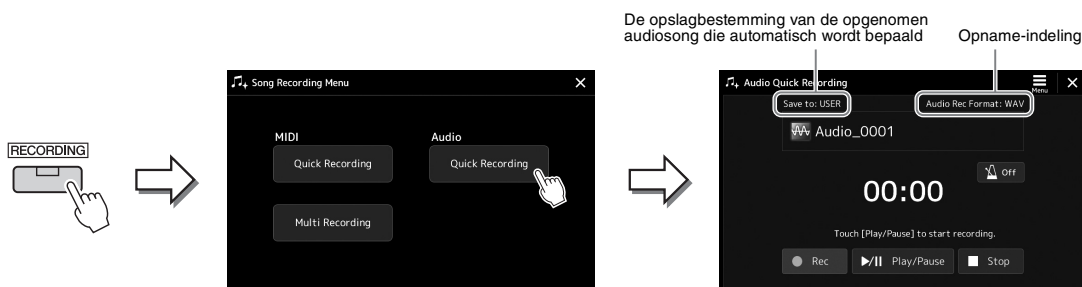 De opslagbestemming van de opgenomen
audiosong die automatisch wordt bepaald
Opname-indeling
RECORDING
Song Recording Menu
MIDI
Audio
Quick Recording
Quick Recording
Multi Recording
Audio Quick Recording
Menu
Save to: USER
Audio Rec Format: WAV
Audio_0001
Off
00:00
Touch [Play/Pause] to start recording.
Rec
Play/Pause
Stop